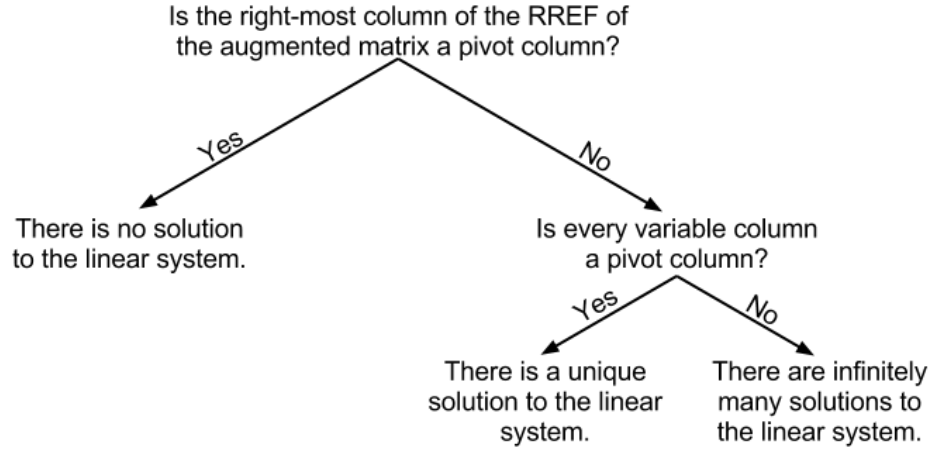 Is the right-most column of the RREF of
the augmented matrix a pivot column?
Yes
No
There is no solution
to the linear system.
Is every variable column
a pivot column?
Yes
No
There is a unique
solution to the linear
system.
There are infinitely
many solutions to
the linear system.